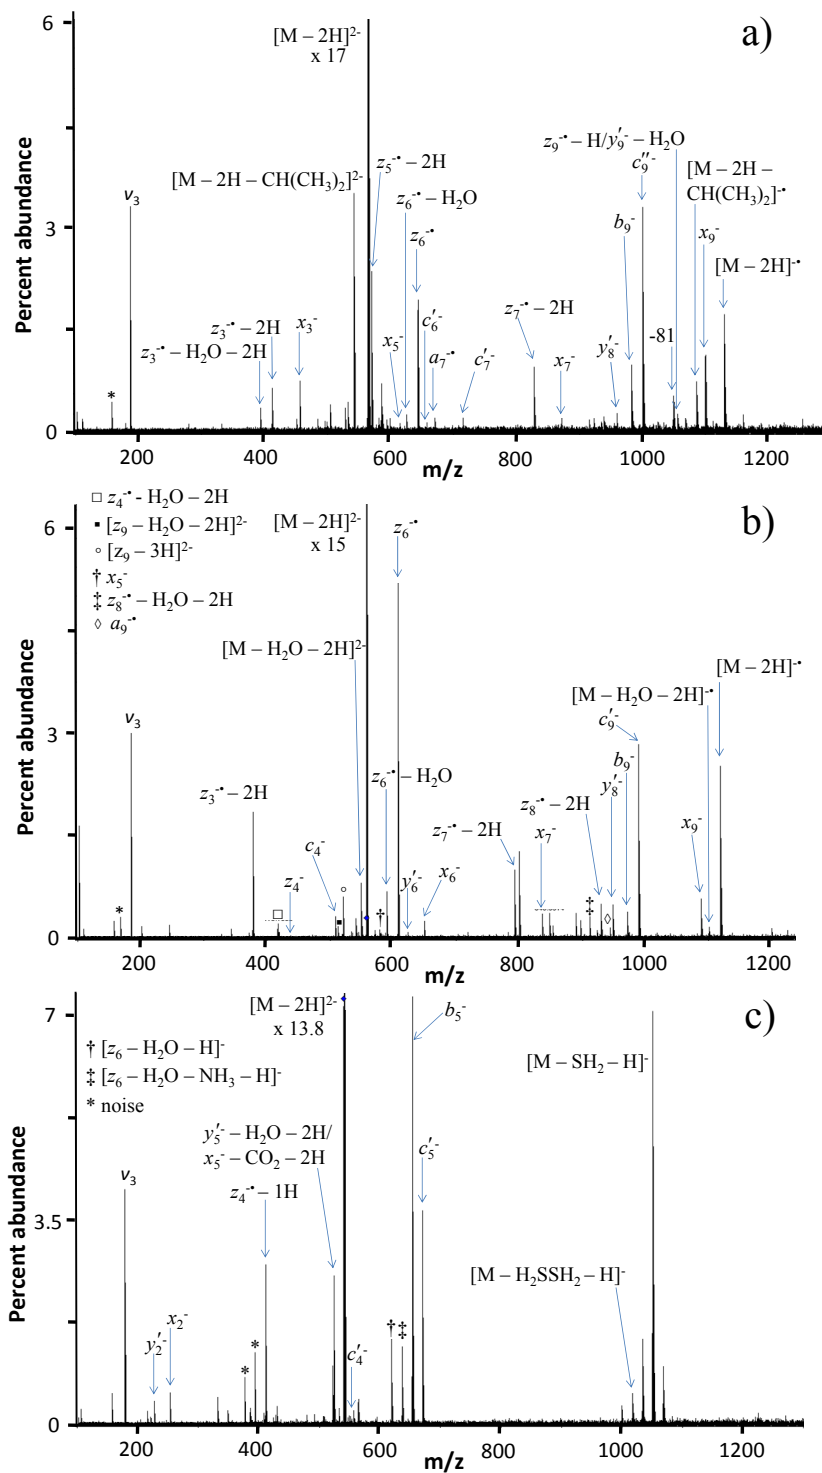 a)
6
3
0
Percent abundance
[M – 2H]²⁻
x 17
z₉⁻• – H/y′₉⁻ – H₂O
z₅⁻• – 2H
c″₉⁻
[M – 2H –
CH(CH₃)₂]⁻•
[M – 2H – CH(CH₃)₂]²⁻
z₆⁻• – H₂O
ν₃
b₉⁻
x₉⁻
z₆⁻•
[M – 2H]⁻•
z₃⁻• – 2H
x₃⁻
c′₆⁻
z₇⁻• – 2H
-81
z₃⁻• – H₂O – 2H
x₅⁻
a₇⁻•
c′₇⁻
x₇⁻
y′₈⁻
*
200 400 600 800 1000 1200
m/z
b)
□ z₄⁻• - H₂O – 2H
▪ [z₉ – H₂O – 2H]²⁻
○ [z₉ – 3H]²⁻
† x₅⁻
‡ z₈⁻• – H₂O – 2H
◊ a₉⁻•
6
3
0
Percent abundance
[M – 2H]²⁻
x 15
z₆⁻•
[M – H₂O – 2H]²⁻
[M – 2H]⁻•
[M – H₂O – 2H]⁻•
ν₃
c′₉⁻
z₆⁻• – H₂O
b₉⁻
y′₈⁻
z₃⁻• – 2H
z₈⁻• – 2H
c₄⁻
z₇⁻• – 2H
x₇⁻
z₄⁻
y′₆⁻
x₆⁻
x₉⁻
*
□
▪
○
†
‡
◊
200 400 600 800 1000 1200
m/z
c)
7
3.5
0
Percent abundance
[M – 2H]²⁻
x 13.8
b₅⁻
† [z₆ – H₂O – H]⁻
‡ [z₆ – H₂O – NH₃ – H]⁻
* noise
[M – SH₂ – H]⁻
y′₅⁻ – H₂O – 2H/
x₅⁻ – CO₂ – 2H
c′₅⁻
ν₃
z₄⁻• – 1H
[M – H₂SSH₂ – H]⁻
x₂⁻
y′₂⁻
c′₄⁻
* *
† ‡
200 400 600 800 1000 1200
m/z